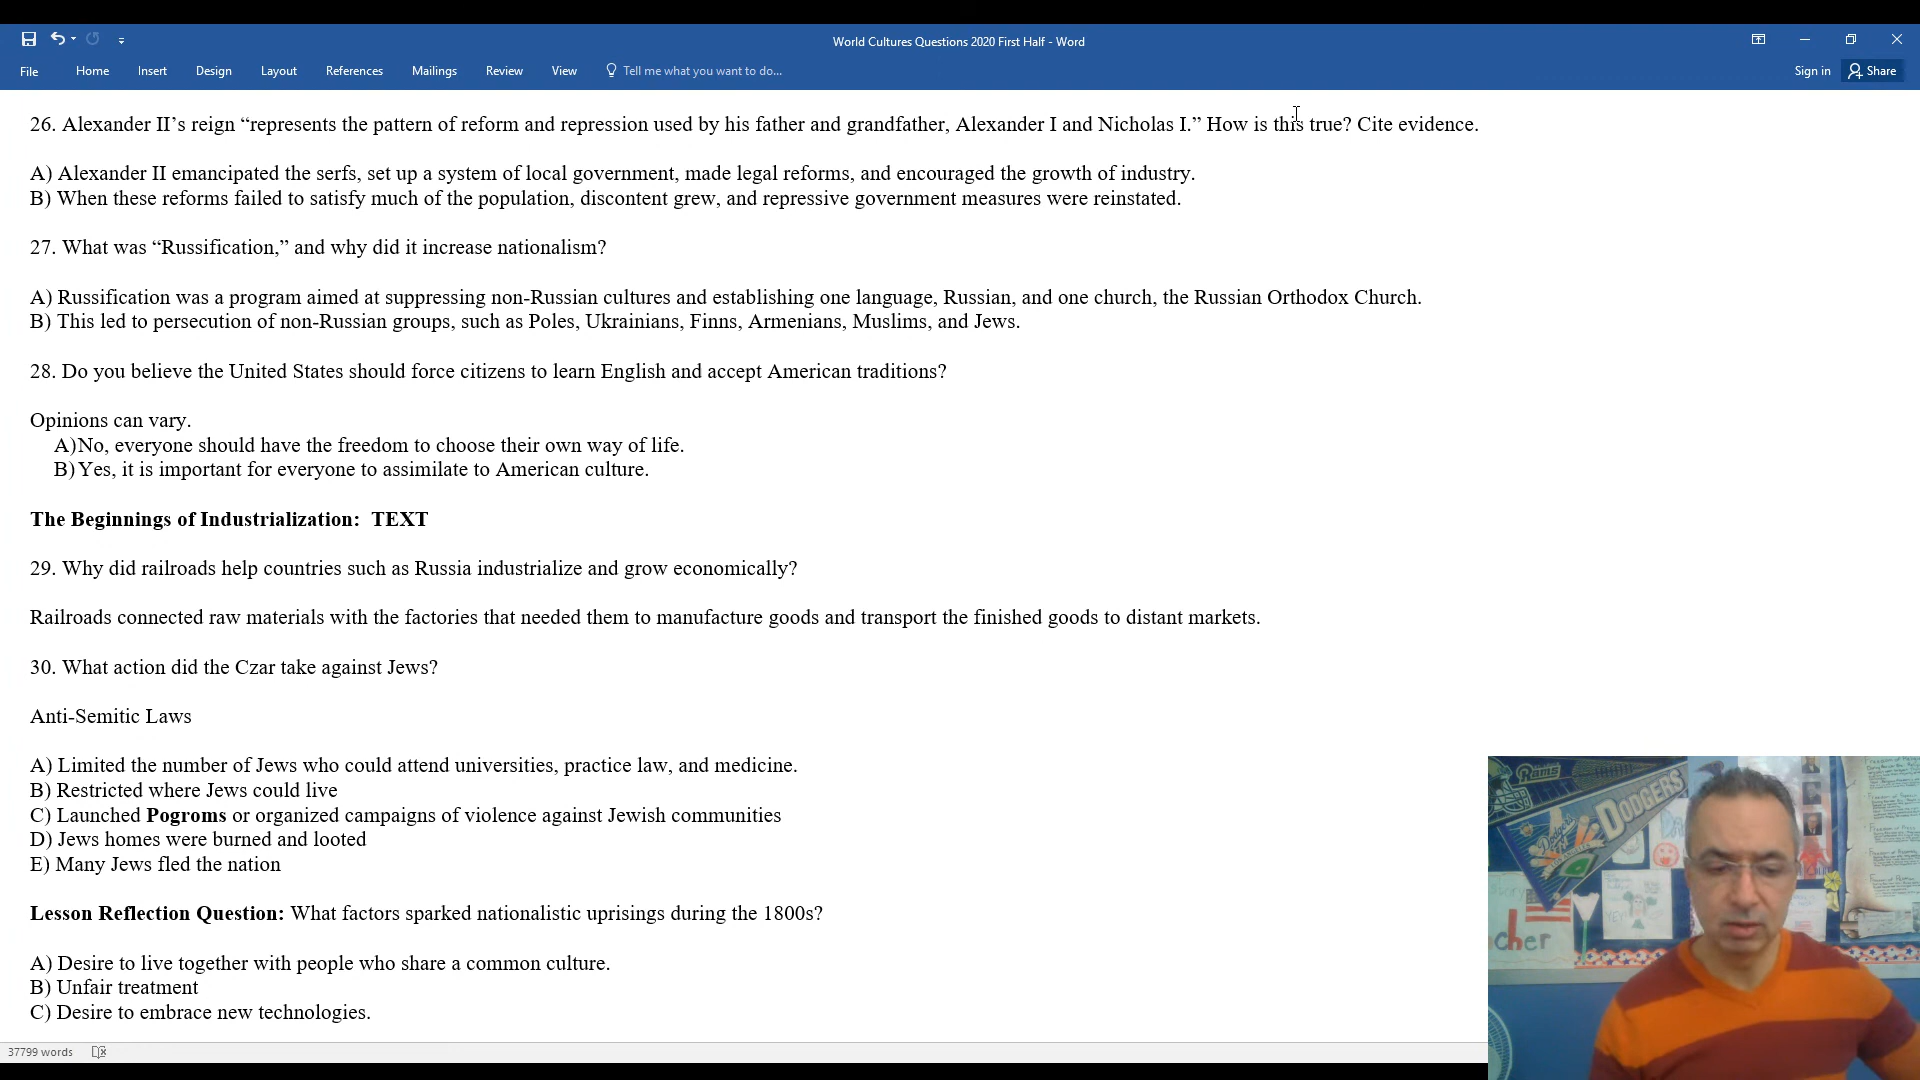 World Cultures Questions 2020 First Half - Word
File Home Insert Design Layout References Mailings Review View Tell me what you want to do... Sign in Share
26. Alexander II’s reign “represents the pattern of reform and repression used by his father and grandfather, Alexander I and Nicholas I.” How is this true? Cite evidence.
A) Alexander II emancipated the serfs, set up a system of local government, made legal reforms, and encouraged the growth of industry.
B) When these reforms failed to satisfy much of the population, discontent grew, and repressive government measures were reinstated.
27. What was “Russification,” and why did it increase nationalism?
A) Russification was a program aimed at suppressing non-Russian cultures and establishing one language, Russian, and one church, the Russian Orthodox Church.
B) This led to persecution of non-Russian groups, such as Poles, Ukrainians, Finns, Armenians, Muslims, and Jews.
28. Do you believe the United States should force citizens to learn English and accept American traditions?
Opinions can vary.
A) No, everyone should have the freedom to choose their own way of life.
B) Yes, it is important for everyone to assimilate to American culture.
The Beginnings of Industrialization: TEXT
29. Why did railroads help countries such as Russia industrialize and grow economically?
Railroads connected raw materials with the factories that needed them to manufacture goods and transport the finished goods to distant markets.
30. What action did the Czar take against Jews?
Anti-Semitic Laws
A) Limited the number of Jews who could attend universities, practice law, and medicine.
B) Restricted where Jews could live
C) Launched Pogroms or organized campaigns of violence against Jewish communities
D) Jews homes were burned and looted
E) Many Jews fled the nation
Lesson Reflection Question: What factors sparked nationalistic uprisings during the 1800s?
A) Desire to live together with people who share a common culture.
B) Unfair treatment
C) Desire to embrace new technologies.
37799 words
Rams
DODGERS
Dodgers
cher